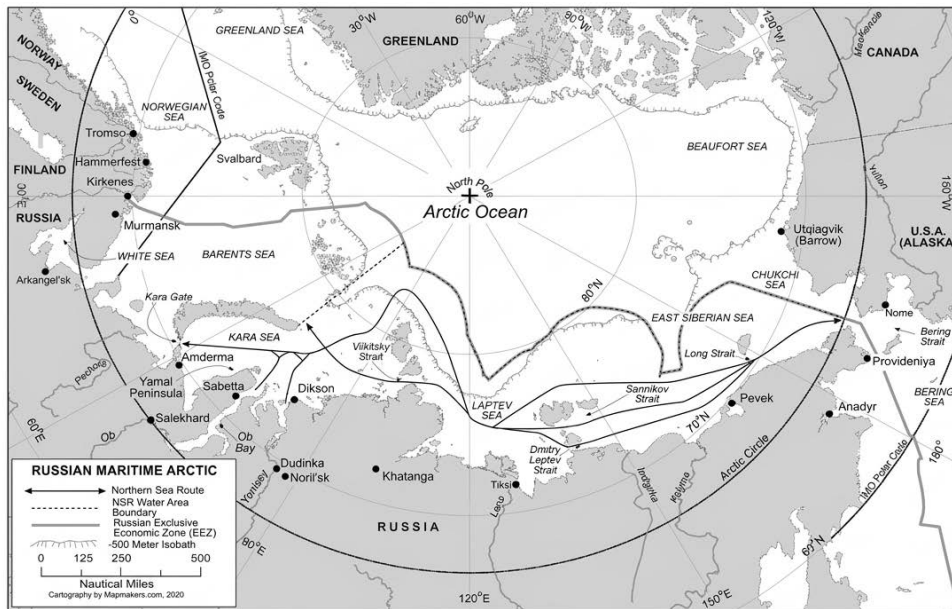 0°
30°W
60°W
90°W
120°W
Mackenzie
GREENLAND SEA
GREENLAND
CANADA
NORWAY
SWEDEN
IMO Polar Code
NORWEGIAN
SEA
Tromso
Svalbard
BEAUFORT SEA
Hammerfest
FINLAND
Kirkenes
30°E
North Pole
Arctic Ocean
Yukon
150°W
RUSSIA
Murmansk
Utqiagvik
(Barrow)
U.S.A.
(ALASKA)
WHITE SEA
BARENTS SEA
Arkangel'sk
CHUKCHI
SEA
80°N
Kara Gate
Nome
KARA SEA
EAST SIBERIAN SEA
Bering
Strait
Vilkitsky
Strait
Long Strait
Amderma
Provideniya
Pechora
Yamal
Peninsula
Sabetta
Dikson
Sannikov
Strait
BERING
SEA
LAPTEV
SEA
Pevek
Anadyr
60°E
Salekhard
70°N
Ob
Ob
Bay
Dmitry
Leptev
Strait
Arctic Circle
180°
IMO Polar Code
RUSSIAN MARITIME ARCTIC
Northern Sea Route
NSR Water Area
Boundary
Russian Exclusive
Economic Zone (EEZ)
-500 Meter Isobath
0 175 250 500
Nautical Miles
Cartography by Mapmakers.com, 2020
Yenisey
Dudinka
Noril'sk
Khatanga
Tiksi
Lena
Indigirka
Kolyma
RUSSIA
60°N
90°E
120°E
150°E